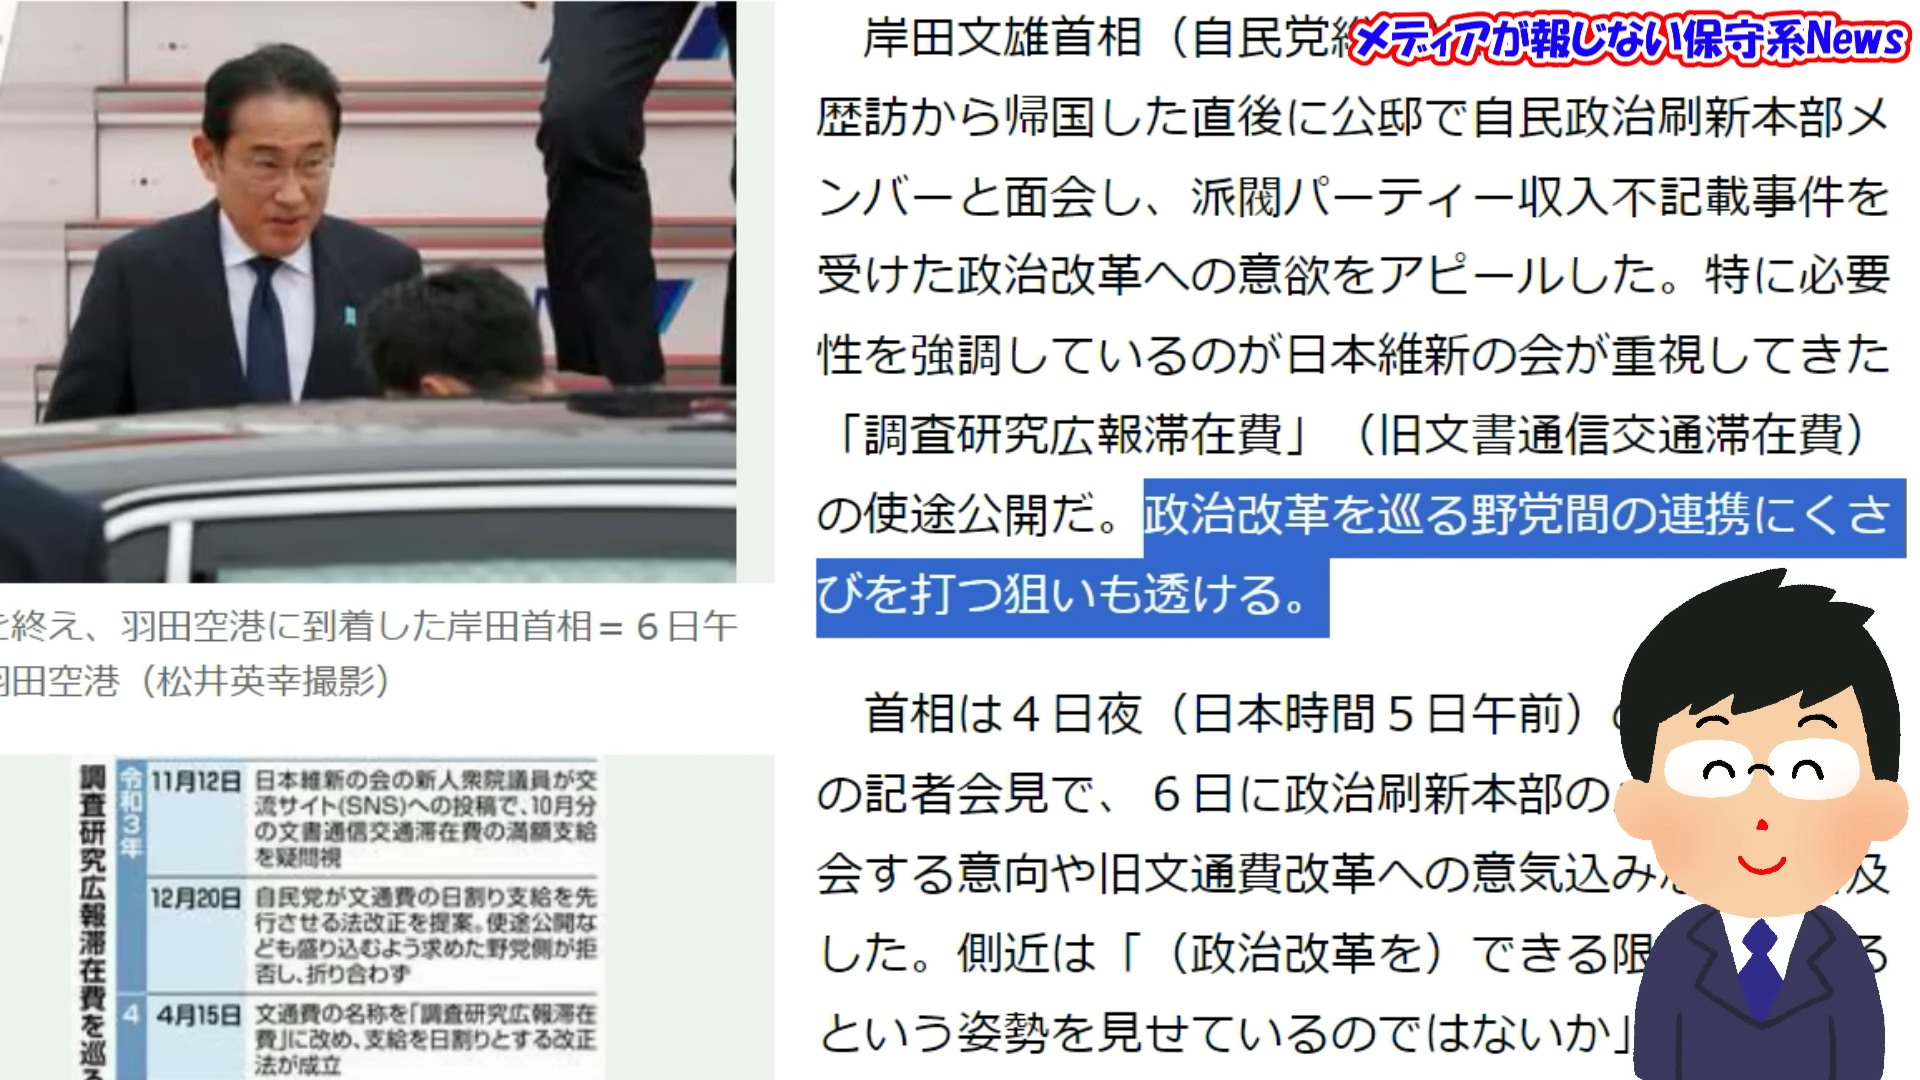 メディアが報じない保守系News
岸田文雄首相（自民党
歴訪から帰国した直後に公邸で自民政治刷新本部メ
ンバーと面会し、派閥パーティー収入不記載事件を
受けた政治改革への意欲をアピールした。特に必要
性を強調しているのが日本維新の会が重視してきた
「調査研究広報滞在費」（旧文書通信交通滞在費）
の使途公開だ。政治改革を巡る野党間の連携にくさ
びを打つ狙いも透ける。
首相は４日夜（日本時間５日午前）
の記者会見で、６日に政治刷新本部の
会する意向や旧文通費改革への意気込み
及
した。側近は「（政治改革を）できる限
る
という姿勢を見せているのではないか」
を終え、羽田空港に到着した岸田首相＝６日午
羽田空港（松井英幸撮影）
調査研究広報滞在費を巡る
令和3年
11月12日
日本維新の会の新人衆院議員が交
流サイト(SNS)への投稿で、10月分
の文書通信交通滞在費の満額支給
を疑問視
12月20日
自民党が文通費の日割り支給を先
行させる法改正を提案。使途公開な
ども盛り込むよう求めた野党側が拒
否し、折り合わず
4
4月15日
文通費の名称を「調査研究広報滞在
費」に改め、支給を日割りとする改正
法が成立